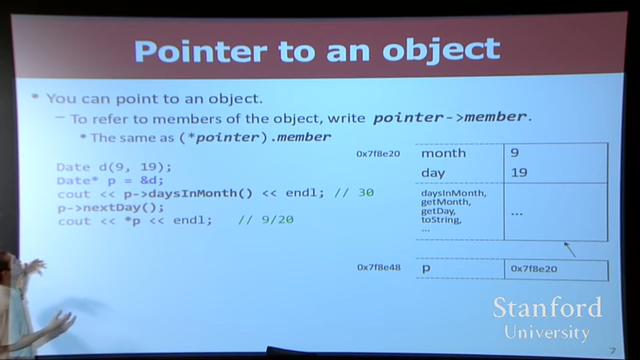 Pointer to an object
* You can point to an object.
– To refer to members of the object, write pointer->member.
* The same as (*pointer).member
Date d(9, 19);
Date* p = &d;
cout << p->daysInMonth() << endl; // 30
p->nextDay();
cout << *p << endl; // 9/20
0x7f8e20 month 9
day 19
daysInMonth,
getMonth,
getDay,
toString,
...
...
0x7f8e48 p 0x7f8e20
Stanford
University
7